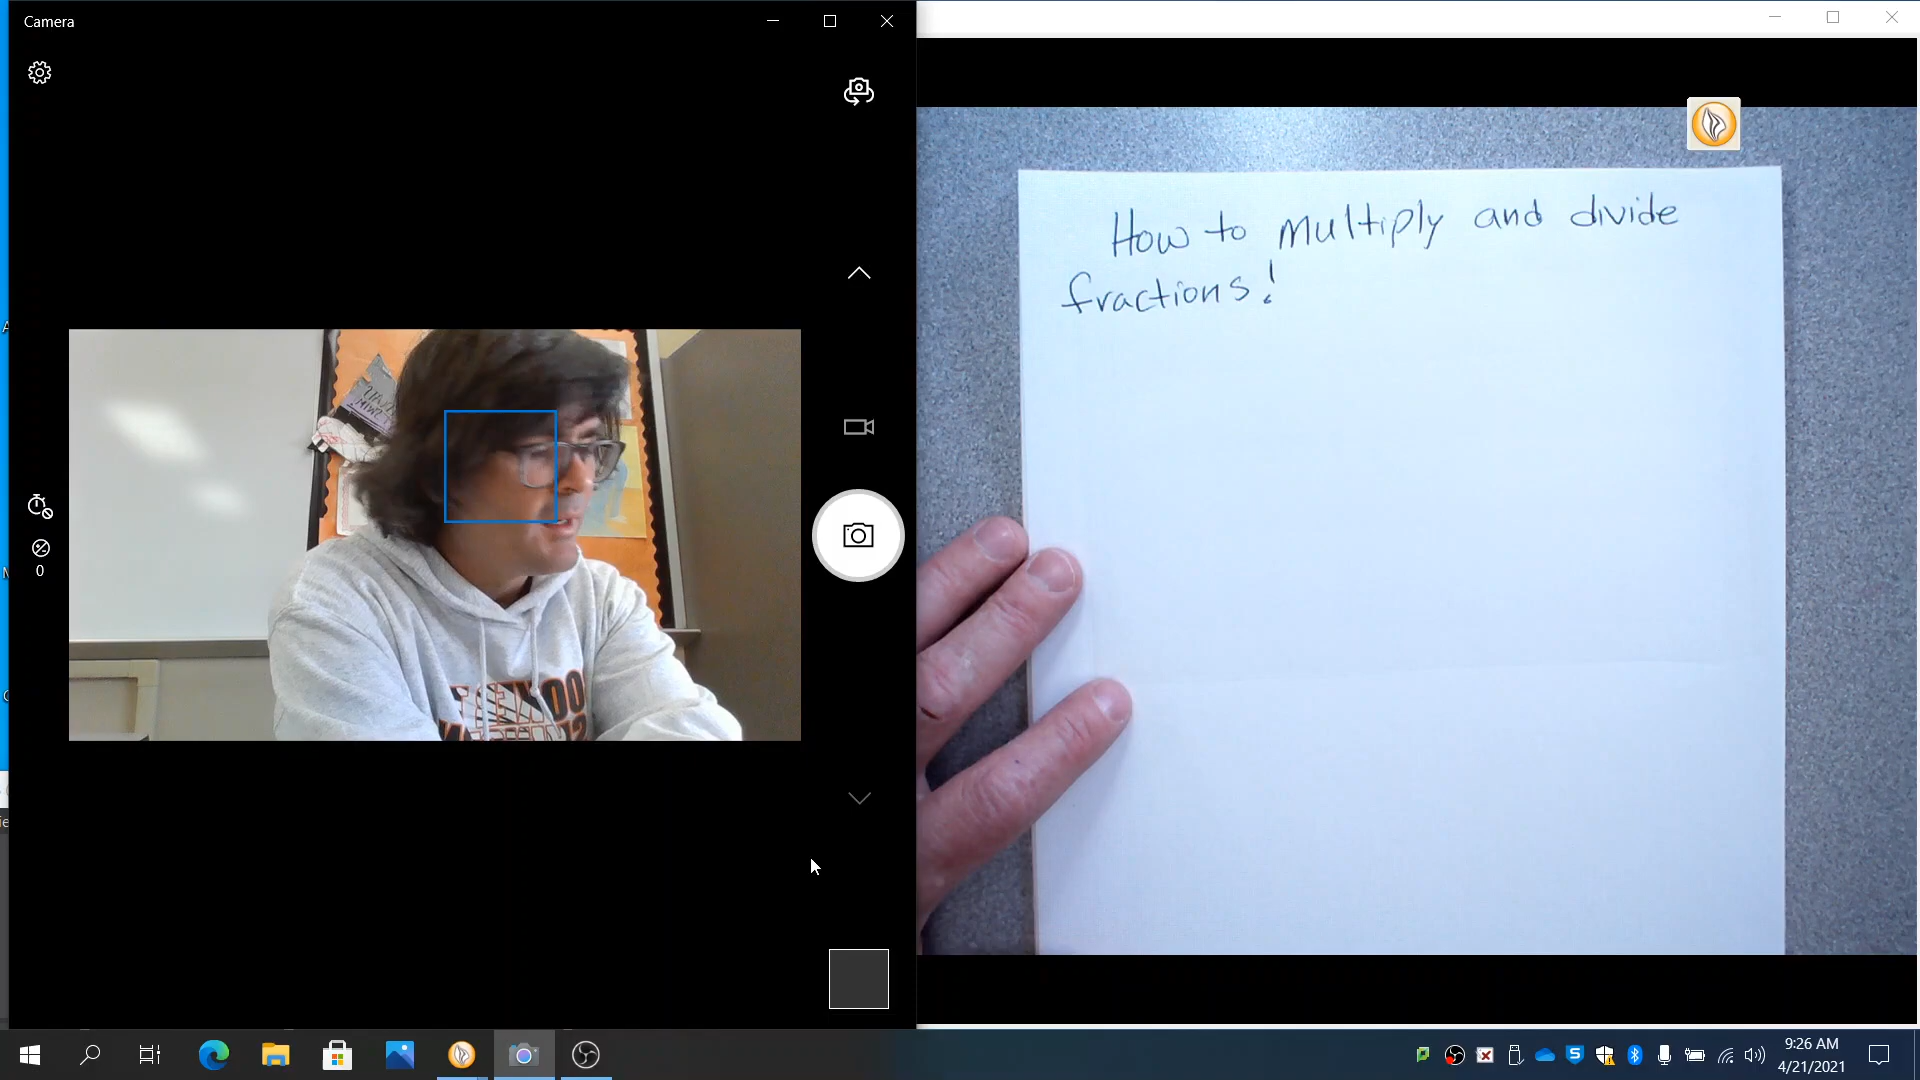 Camera
How to multiply and divide
fractions!
0
9:26 AM
4/21/2021